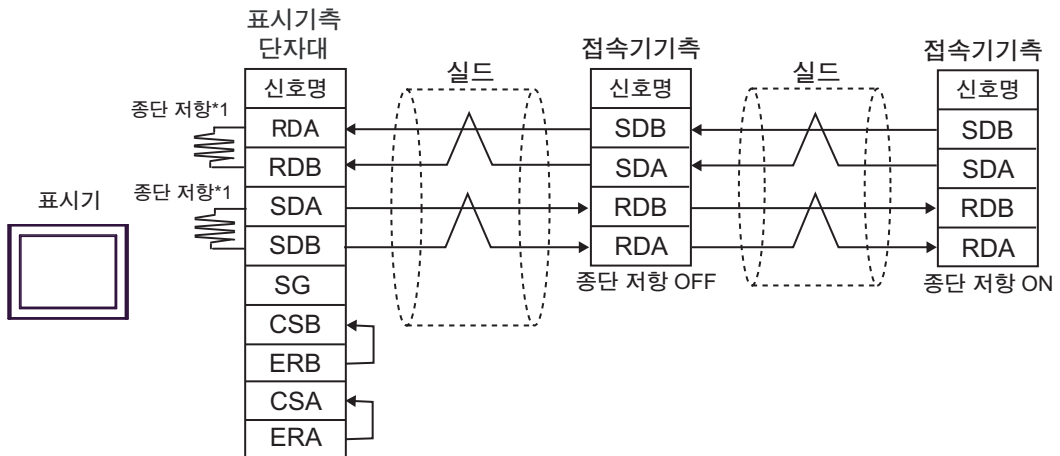 표시기측
단자대
신호명
RDA
RDB
SDA
SDB
SG
CSB
ERB
CSA
ERA
종단 저항*1
종단 저항*1
표시기
실드
접속기기측
신호명
SDB
SDA
RDB
RDA
종단 저항 OFF
실드
접속기기측
신호명
SDB
SDA
RDB
RDA
종단 저항 ON